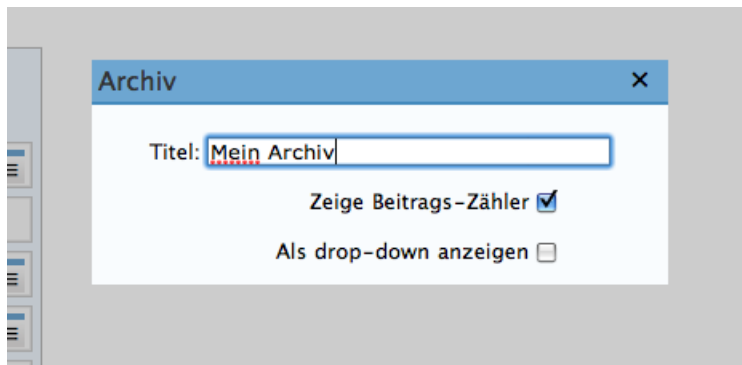 Archiv
Titel: Mein Archiv
Zeige Beitrags-Zähler
Als drop-down anzeigen